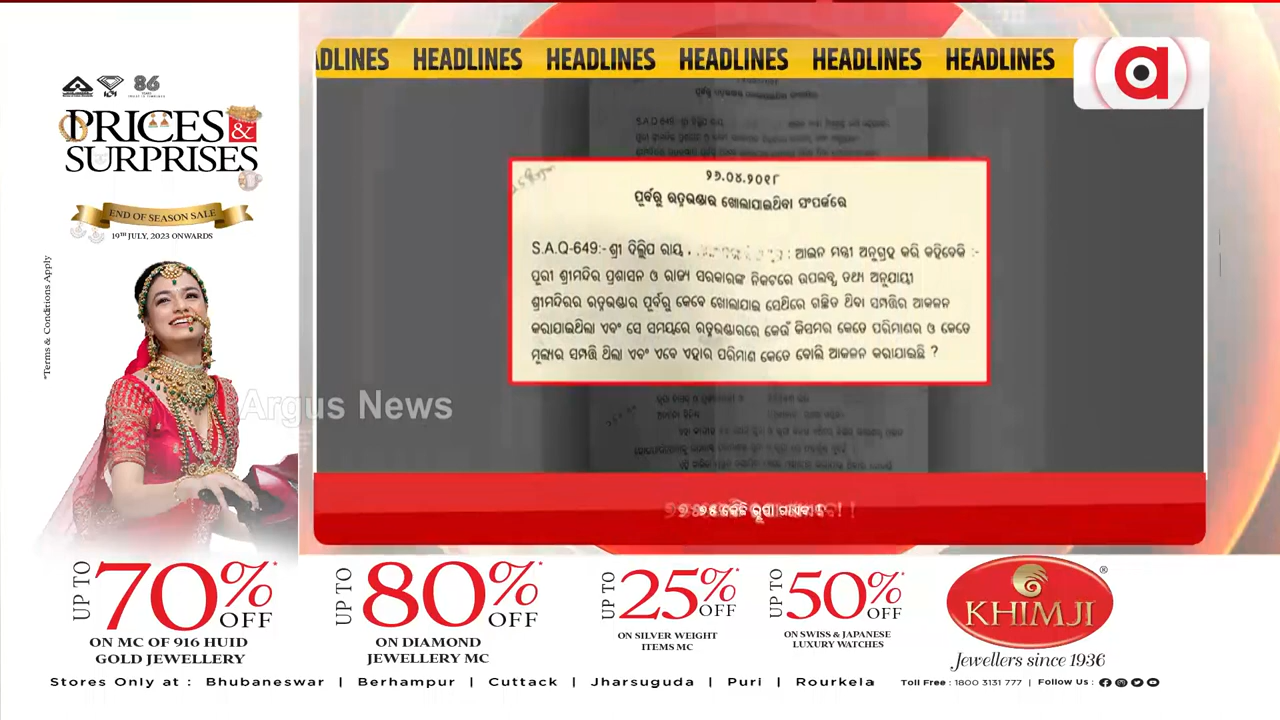 HEADLINES HEADLINES HEADLINES HEADLINES HEADLINES
a
86
PRICES &
SURPRISES
END OF SEASON SALE
19TH JULY, 2023 ONWARDS
*Terms & Conditions Apply
୨୬.୦୪.୨୦୧୮
ପୂର୍ବରୁ ରତ୍ନଭଣ୍ଡାର ଖୋଲାଯାଇଥିବା ସଂପର୍କରେ
S.A.Q-649:- ଶ୍ରୀ ଦିଲ୍ଲିପ ରାୟ : ଆଇନ ମନ୍ତ୍ରୀ ଅନୁଗ୍ରହ କରି କହିବେକି :-
ପୁରୀ ଶ୍ରୀମନ୍ଦିର ପ୍ରଶାସନ ଓ ରାଜ୍ୟ ସରକାରଙ୍କ ନିକଟରେ ଉପଲବ୍ଧ ତଥ୍ୟ ଅନୁଯାୟୀ
ଶ୍ରୀମନ୍ଦିରର ରତ୍ନଭଣ୍ଡାର ପୂର୍ବରୁ କେବେ ଖୋଲାଯାଇ ସେଥିରେ ଗଚ୍ଛିତ ଥିବା ସମ୍ପତ୍ତିର ଆକଳନ
କରାଯାଇଥିଲା ଏବଂ ସେ ସମୟରେ ରତ୍ନଭଣ୍ଡାରରେ କେଉଁ କିସମର କେତେ ପରିମାଣର ଓ କେତେ
ମୂଲ୍ୟର ସମ୍ପତ୍ତି ଥିଲା ଏବଂ ଏବେ ଏହାର ପରିମାଣ କେତେ ବୋଲି ଆକଳନ କରାଯାଇଛି ?
Argus News
UP TO 70%* OFF
ON MC OF 916 HUID
GOLD JEWELLERY
UP TO 80%* OFF
ON DIAMOND
JEWELLERY MC
UP TO 25%* OFF
ON SILVER WEIGHT
ITEMS MC
UP TO 50%* OFF
ON SWISS & JAPANESE
LUXURY WATCHES
KHIMJI ®
Jewellers since 1936
Stores Only at : Bhubaneswar | Berhampur | Cuttack | Jharsuguda | Puri | Rourkela Toll Free : 1800 3131 777 | Follow Us :